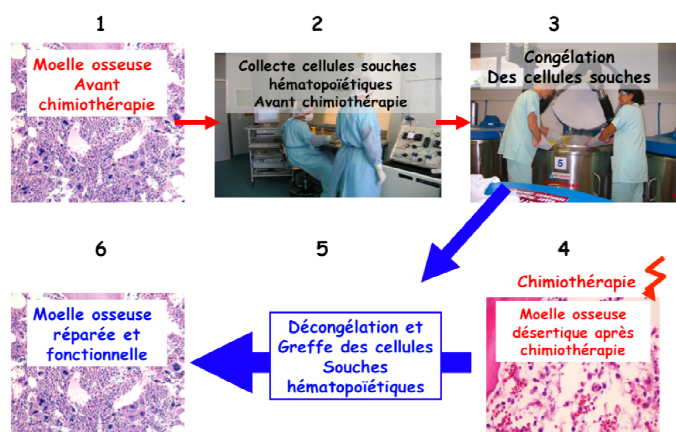 1
Moelle osseuse
Avant
chimiothérapie
2
Collecte cellules souches
hématopoïétiques
Avant chimiothérapie
3
Congélation
Des cellules souches
5
6
Moelle osseuse
réparée et
fonctionnelle
5
Décongélation et
Greffe des cellules
Souches
hématopoïétiques
4
Chimiothérapie
Moelle osseuse
désertique après
chimiothérapie